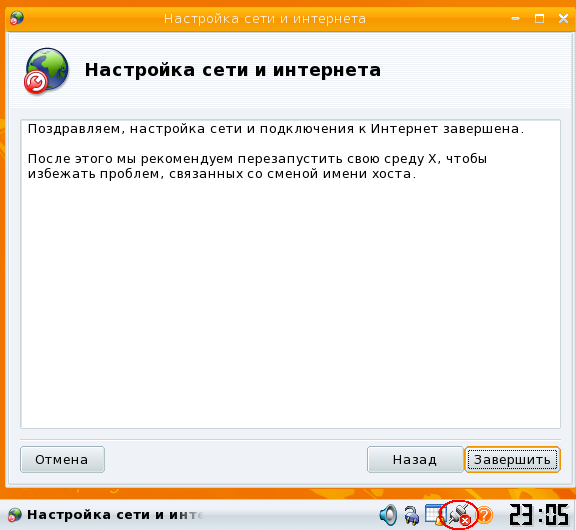 Настройка сети и интернета
Настройка сети и интернета
Поздравляем, настройка сети и подключения к Интернет завершена.
После этого мы рекомендуем перезапустить свою среду X, чтобы
избежать проблем, связанных со сменой имени хоста.
Отмена
Назад
Завершить
Настройка сети и инте
23:05